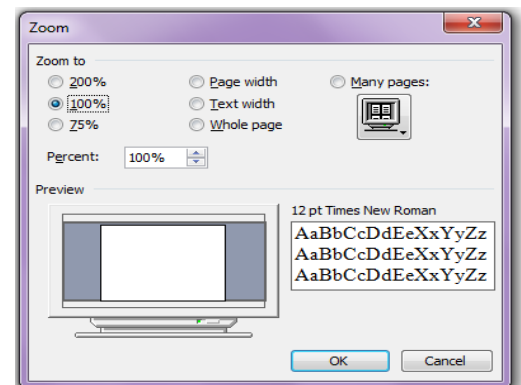 Zoom
Zoom to
200% Page width Many pages:
100% Text width
75% Whole page
Percent: 100%
Preview
12 pt Times New Roman
AaBbCcDdEeXxYyZz
AaBbCcDdEeXxYyZz
AaBbCcDdEeXxYyZz
OK Cancel